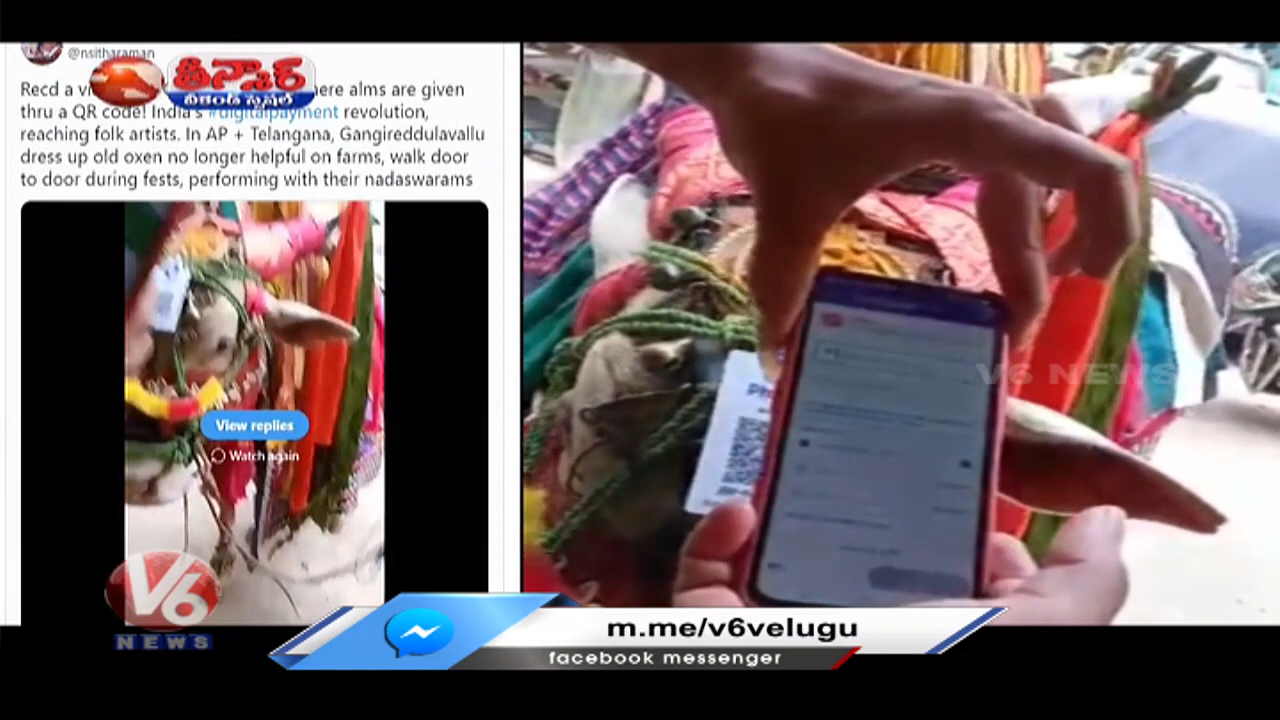 @nsitharaman
తీన్మార్
వీకెండ్ స్పెషల్
Recd a vi here alms are given
thru a QR code! India's #digitalpayment revolution,
reaching folk artists. In AP + Telangana, Gangireddulavallu
dress up old oxen no longer helpful on farms, walk door
to door during fests, performing with their nadaswarams
View replies
Watch again
V6 NEWS
V6
NEWS
m.me/v6velugu
facebook messenger